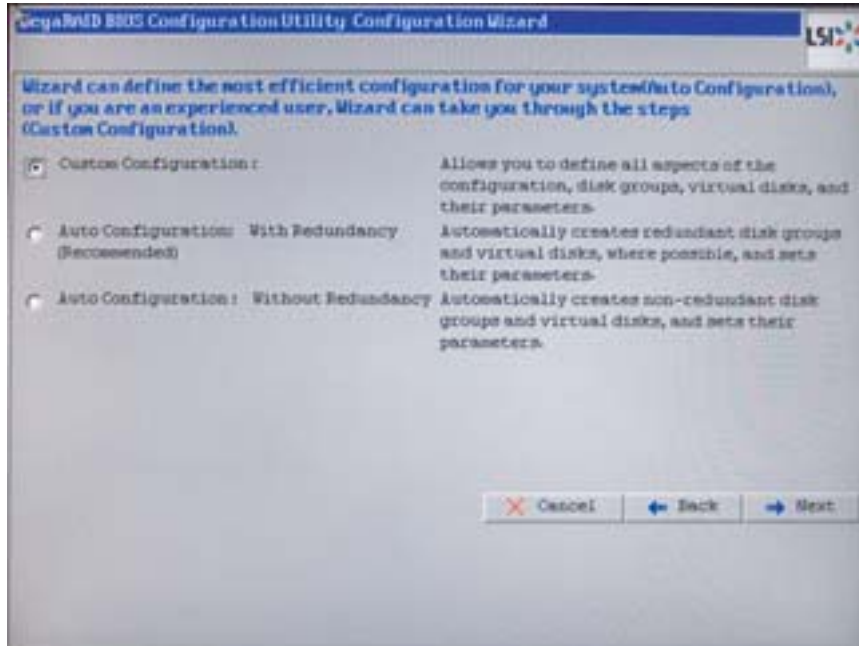 MegaRAID BIOS Configuration Utility Configuration Wizard
LSI
Wizard can define the most efficient configuration for your system(Auto Configuration),
or if you are an experienced user, Wizard can take you through the steps
(Custom Configuration).
Custom Configuration: Allows you to define all aspects of the
configuration, disk groups, virtual disks, and
their parameters.
Auto Configuration: With Redundancy Automatically creates redundant disk groups
(Recommended) and virtual disks, where possible, and sets
their parameters.
Auto Configuration: Without Redundancy Automatically creates non-redundant disk
groups and virtual disks, and sets their
parameters.
Cancel Back Next